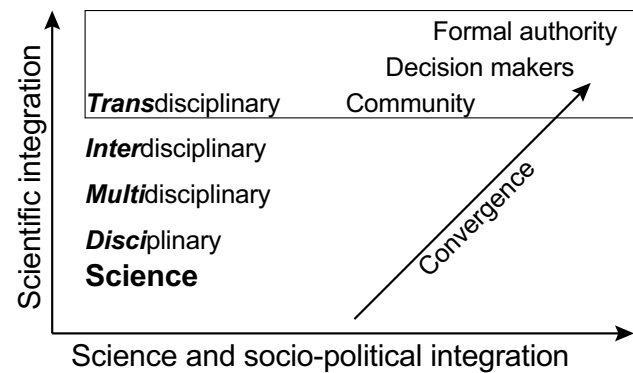 Scientific integration
Formal authority
Decision makers
Transdisciplinary
Community
Interdisciplinary
Multidisciplinary
Disciplinary
Science
Convergence
Science and socio-political integration